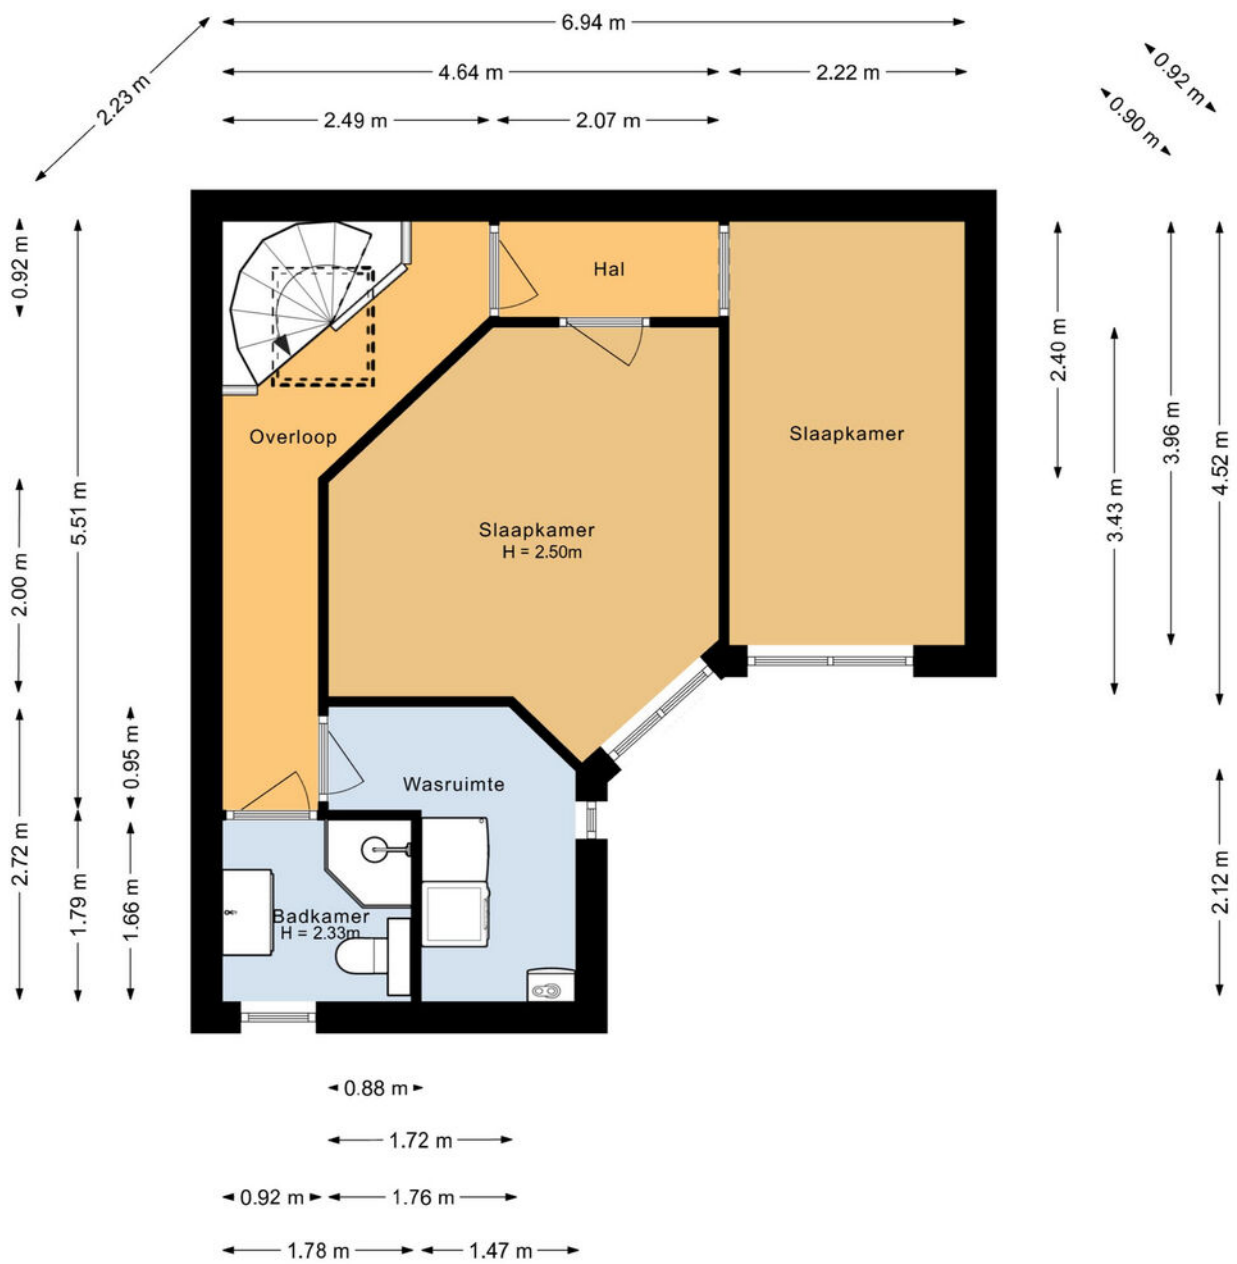 6.94 m
4.64 m
2.22 m
2.49 m
2.07 m
2.23 m
0.92 m
0.90 m
0.92 m
5.51 m
2.00 m
2.72 m
0.95 m
1.79 m
1.66 m
Hal
Overloop
Slaapkamer
Slaapkamer
H = 2.50m
Wasruimte
Badkamer
H = 2.33m
2.40 m
3.43 m
3.96 m
4.52 m
2.12 m
0.88 m
1.72 m
0.92 m
1.76 m
1.78 m
1.47 m